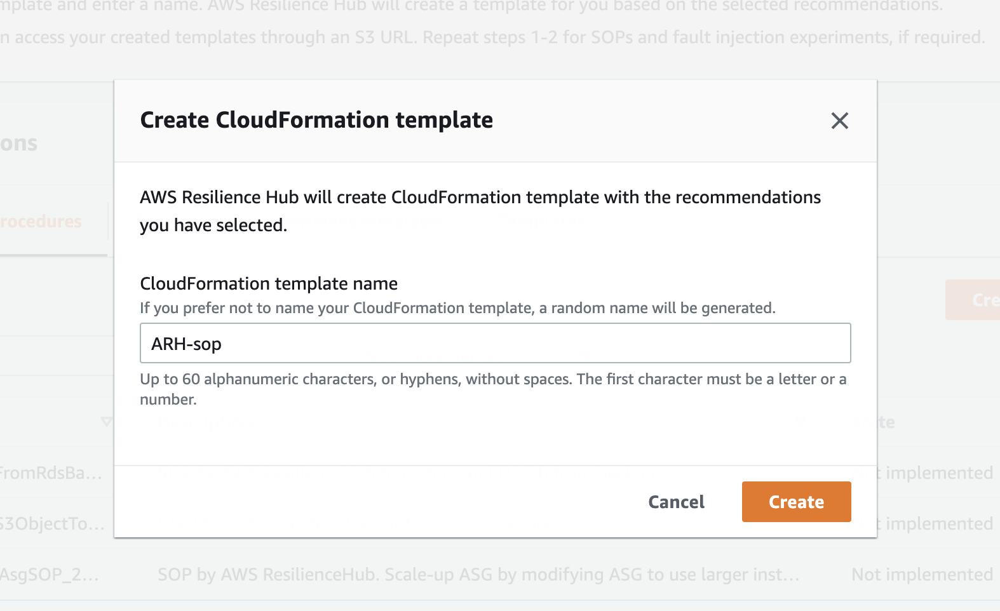 mplate and enter a name. AWS Resilience Hub will create a template for you based on the selected recommendations.
n access your created templates through an S3 URL. Repeat steps 1-2 for SOPs and fault injection experiments, if required.
Create CloudFormation template
ons
AWS Resilience Hub will create CloudFormation template with the recommendations
you have selected.
rocedures
CloudFormation template name
Cre
If you prefer not to name your CloudFormation template, a random name will be generated.
ARH-sop
Up to 60 alphanumeric characters, or hyphens, without spaces. The first character must be a letter or a
number.
te
FromRdsBa...
t implemented
Cancel
Create
S3ObjectTo...
t implemented
AsgSOP_2...
SOP by AWS ResilienceHub. Scale-up ASG by modifying ASG to use larger inst...
Not implemented